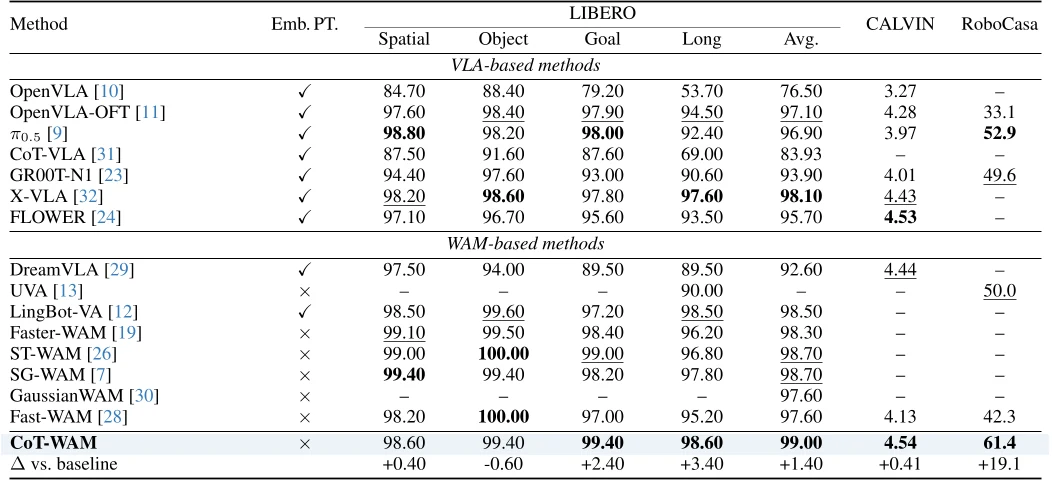 Method Emb. PT. LIBERO CALVIN RoboCasa
Spatial Object Goal Long Avg.
VLA-based methods
OpenVLA [10] ✓ 84.70 88.40 79.20 53.70 76.50 3.27 –
OpenVLA-OFT [11] ✓ 97.60 98.40 97.90 94.50 97.10 4.28 33.1
π0.5 [9] ✓ 98.80 98.20 98.00 92.40 96.90 3.97 52.9
CoT-VLA [31] ✓ 87.50 91.60 87.60 69.00 83.93 – –
GR00T-N1 [23] ✓ 94.40 97.60 93.00 90.60 93.90 4.01 49.6
X-VLA [32] ✓ 98.20 98.60 97.80 97.60 98.10 4.43 –
FLOWER [24] ✓ 97.10 96.70 95.60 93.50 95.70 4.53 –
WAM-based methods
DreamVLA [29] ✓ 97.50 94.00 89.50 89.50 92.60 4.44 –
UVA [13] × – – – 90.00 – – 50.0
LingBot-VA [12] ✓ 98.50 99.60 97.20 98.50 98.50 – –
Faster-WAM [19] × 99.10 99.50 98.40 96.20 98.30 – –
ST-WAM [26] × 99.00 100.00 99.00 96.80 98.70 – –
SG-WAM [7] × 99.40 99.40 98.20 97.80 98.70 – –
GaussianWAM [30] × – – – – 97.60 – –
Fast-WAM [28] × 98.20 100.00 97.00 95.20 97.60 4.13 42.3
CoT-WAM × 98.60 99.40 99.40 98.60 99.00 4.54 61.4
Δ vs. baseline +0.40 -0.60 +2.40 +3.40 +1.40 +0.41 +19.1